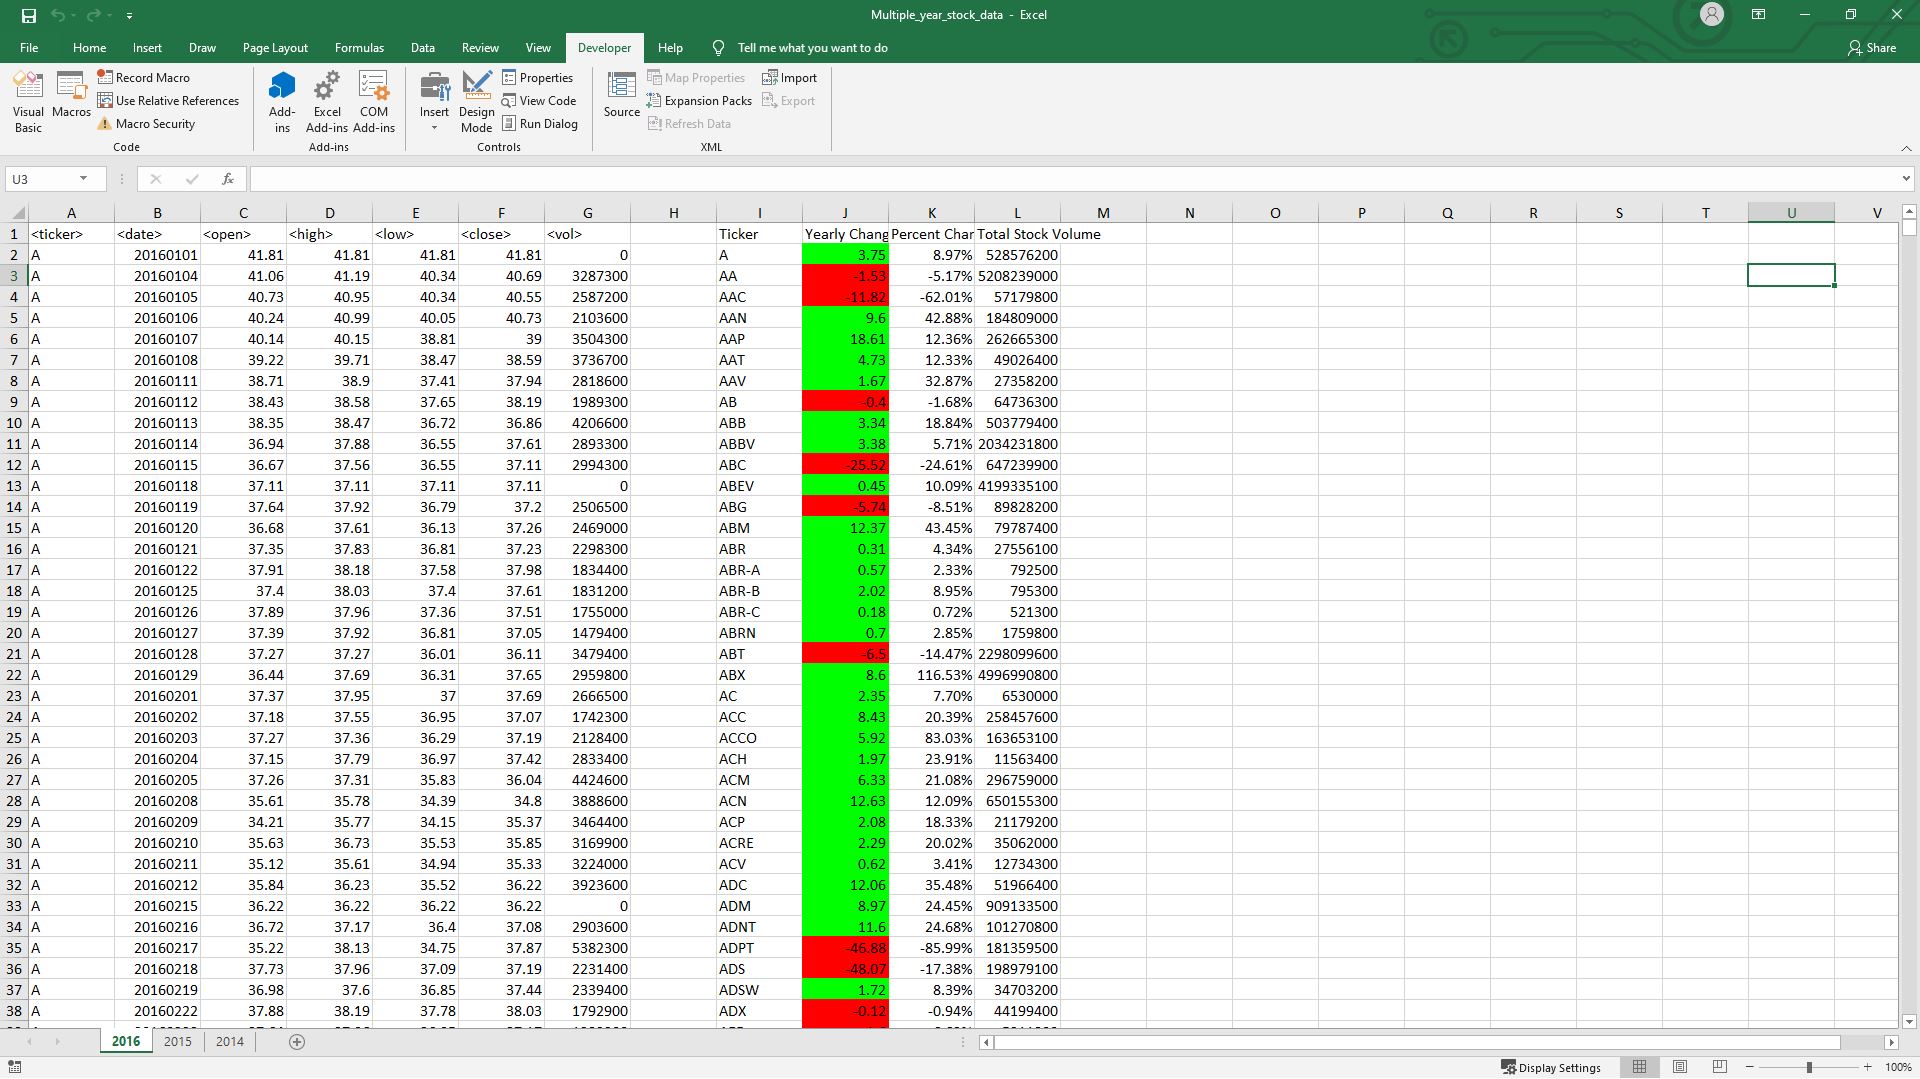 Multiple_year_stock_data - Excel
File Home Insert Draw Page Layout Formulas Data Review View Developer Help Tell me what you want to do Share
Visual Basic Macros Record Macro Use Relative References Macro Security Code
Add-ins Excel Add-ins COM Add-ins Add-ins
Insert Design Mode Properties View Code Run Dialog Controls
Source Map Properties Expansion Packs Refresh Data Import Export XML
U3 fx
A B C D E F G H I J K L M N O P Q R S T U V
1 <ticker> <date> <open> <high> <low> <close> <vol> Ticker Yearly Chang Percent Char Total Stock Volume
2 A 20160101 41.81 41.81 41.81 41.81 0 A 3.75 8.97% 528576200
3 A 20160104 41.06 41.19 40.34 40.69 3287300 AA -1.53 -5.17% 5208239000
4 A 20160105 40.73 40.95 40.34 40.55 2587200 AAC -11.82 -62.01% 57179800
5 A 20160106 40.24 40.99 40.05 40.73 2103600 AAN 9.6 42.88% 184809000
6 A 20160107 40.14 40.15 38.81 39 3504300 AAP 18.61 12.36% 262665300
7 A 20160108 39.22 39.71 38.47 38.59 3736700 AAT 4.73 12.33% 49026400
8 A 20160111 38.71 38.9 37.41 37.94 2818600 AAV 1.67 32.87% 27358200
9 A 20160112 38.43 38.58 37.65 38.19 1989300 AB -0.4 -1.68% 64736300
10 A 20160113 38.35 38.47 36.72 36.86 4206600 ABB 3.34 18.84% 503779400
11 A 20160114 36.94 37.88 36.55 37.61 2893300 ABBV 3.38 5.71% 2034231800
12 A 20160115 36.67 37.56 36.55 37.11 2994300 ABC -25.52 -24.61% 647239900
13 A 20160118 37.11 37.11 37.11 37.11 0 ABEV 0.45 10.09% 4199335100
14 A 20160119 37.64 37.92 36.79 37.2 2506500 ABG -5.74 -8.51% 89828200
15 A 20160120 36.68 37.61 36.13 37.26 2469000 ABM 12.37 43.45% 79787400
16 A 20160121 37.35 37.83 36.81 37.23 2298300 ABR 0.31 4.34% 27556100
17 A 20160122 37.91 38.18 37.58 37.98 1834400 ABR-A 0.57 2.33% 792500
18 A 20160125 37.4 38.03 37.4 37.61 1831200 ABR-B 2.02 8.95% 795300
19 A 20160126 37.89 37.96 37.36 37.51 1755000 ABR-C 0.18 0.72% 521300
20 A 20160127 37.39 37.92 36.81 37.05 1479400 ABRN 0.7 2.85% 1759800
21 A 20160128 37.27 37.27 36.01 36.11 3479400 ABT -6.5 -14.47% 2298099600
22 A 20160129 36.44 37.69 36.31 37.65 2959800 ABX 8.6 116.53% 4996990800
23 A 20160201 37.37 37.95 37 37.69 2666500 AC 2.35 7.70% 6530000
24 A 20160202 37.18 37.55 36.95 37.07 1742300 ACC 8.43 20.39% 258457600
25 A 20160203 37.27 37.36 36.29 37.19 2128400 ACCO 5.92 83.03% 163653100
26 A 20160204 37.15 37.79 36.97 37.42 2833400 ACH 1.97 23.91% 11563400
27 A 20160205 37.26 37.31 35.83 36.04 4424600 ACM 6.33 21.08% 296759000
28 A 20160208 35.61 35.78 34.39 34.8 3888600 ACN 12.63 12.09% 650155300
29 A 20160209 34.21 35.77 34.15 35.37 3464400 ACP 2.08 18.33% 21179200
30 A 20160210 35.63 36.73 35.53 35.85 3169900 ACRE 2.29 20.02% 35062000
31 A 20160211 35.12 35.61 34.94 35.33 3224000 ACV 0.62 3.41% 12734300
32 A 20160212 35.84 36.23 35.52 36.22 3923600 ADC 12.06 35.48% 51966400
33 A 20160215 36.22 36.22 36.22 36.22 0 ADM 8.97 24.45% 909133500
34 A 20160216 36.72 37.17 36.4 37.08 2903600 ADNT 11.6 24.68% 101270800
35 A 20160217 35.22 38.13 34.75 37.87 5382300 ADPT -46.88 -85.99% 181359500
36 A 20160218 37.73 37.96 37.09 37.19 2231400 ADS -48.07 -17.38% 198979100
37 A 20160219 36.98 37.6 36.85 37.44 2339400 ADSW 1.72 8.39% 34703200
38 A 20160222 37.88 38.19 37.78 38.03 1792900 ADX -0.12 -0.94% 44199400
2016 2015 2014
Display Settings 100%